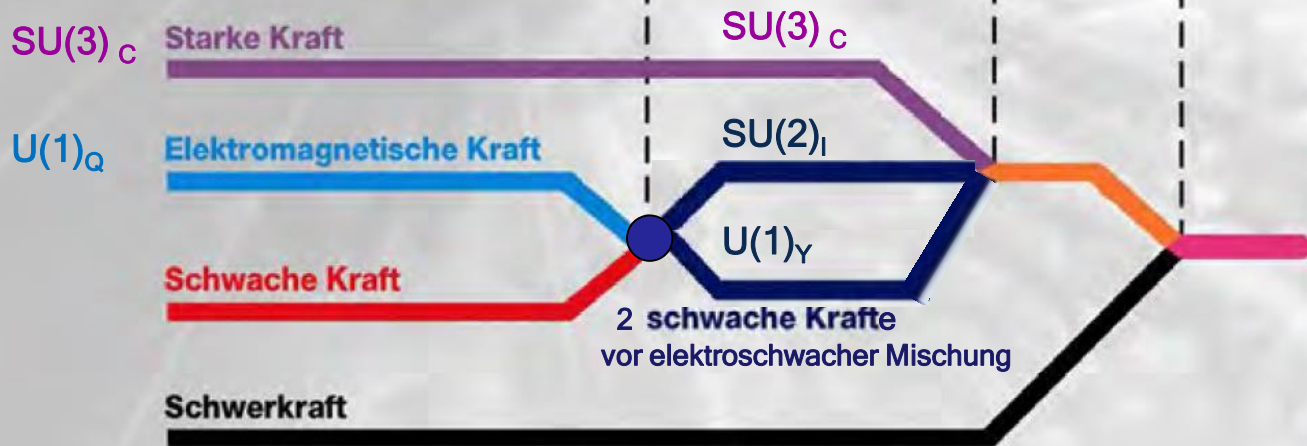 SU(3) C
Starke Kraft
SU(3) C
U(1)Q
Elektromagnetische Kraft
SU(2)I
U(1)Y
Schwache Kraft
2 schwache Krafte
vor elektroschwacher Mischung
Schwerkraft